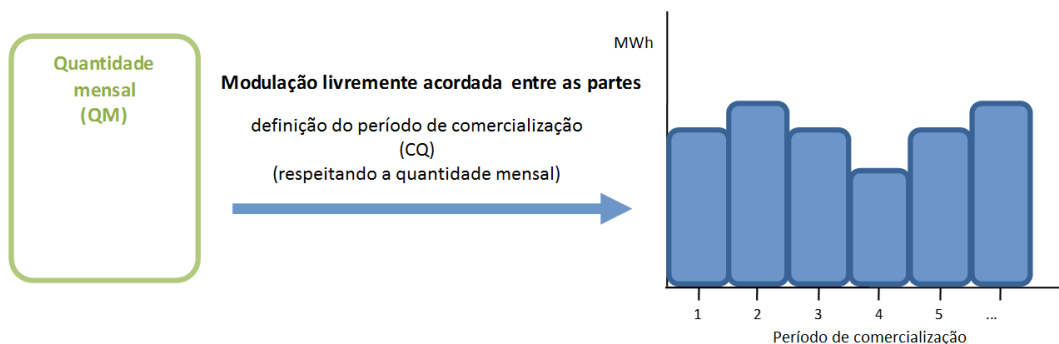 Quantidade
mensal
(QM)
Modulação livremente acordada entre as partes
definição do período de comercialização
(CQ)
(respeitando a quantidade mensal)
MWh
1 2 3 4 5 ...
Período de comercialização